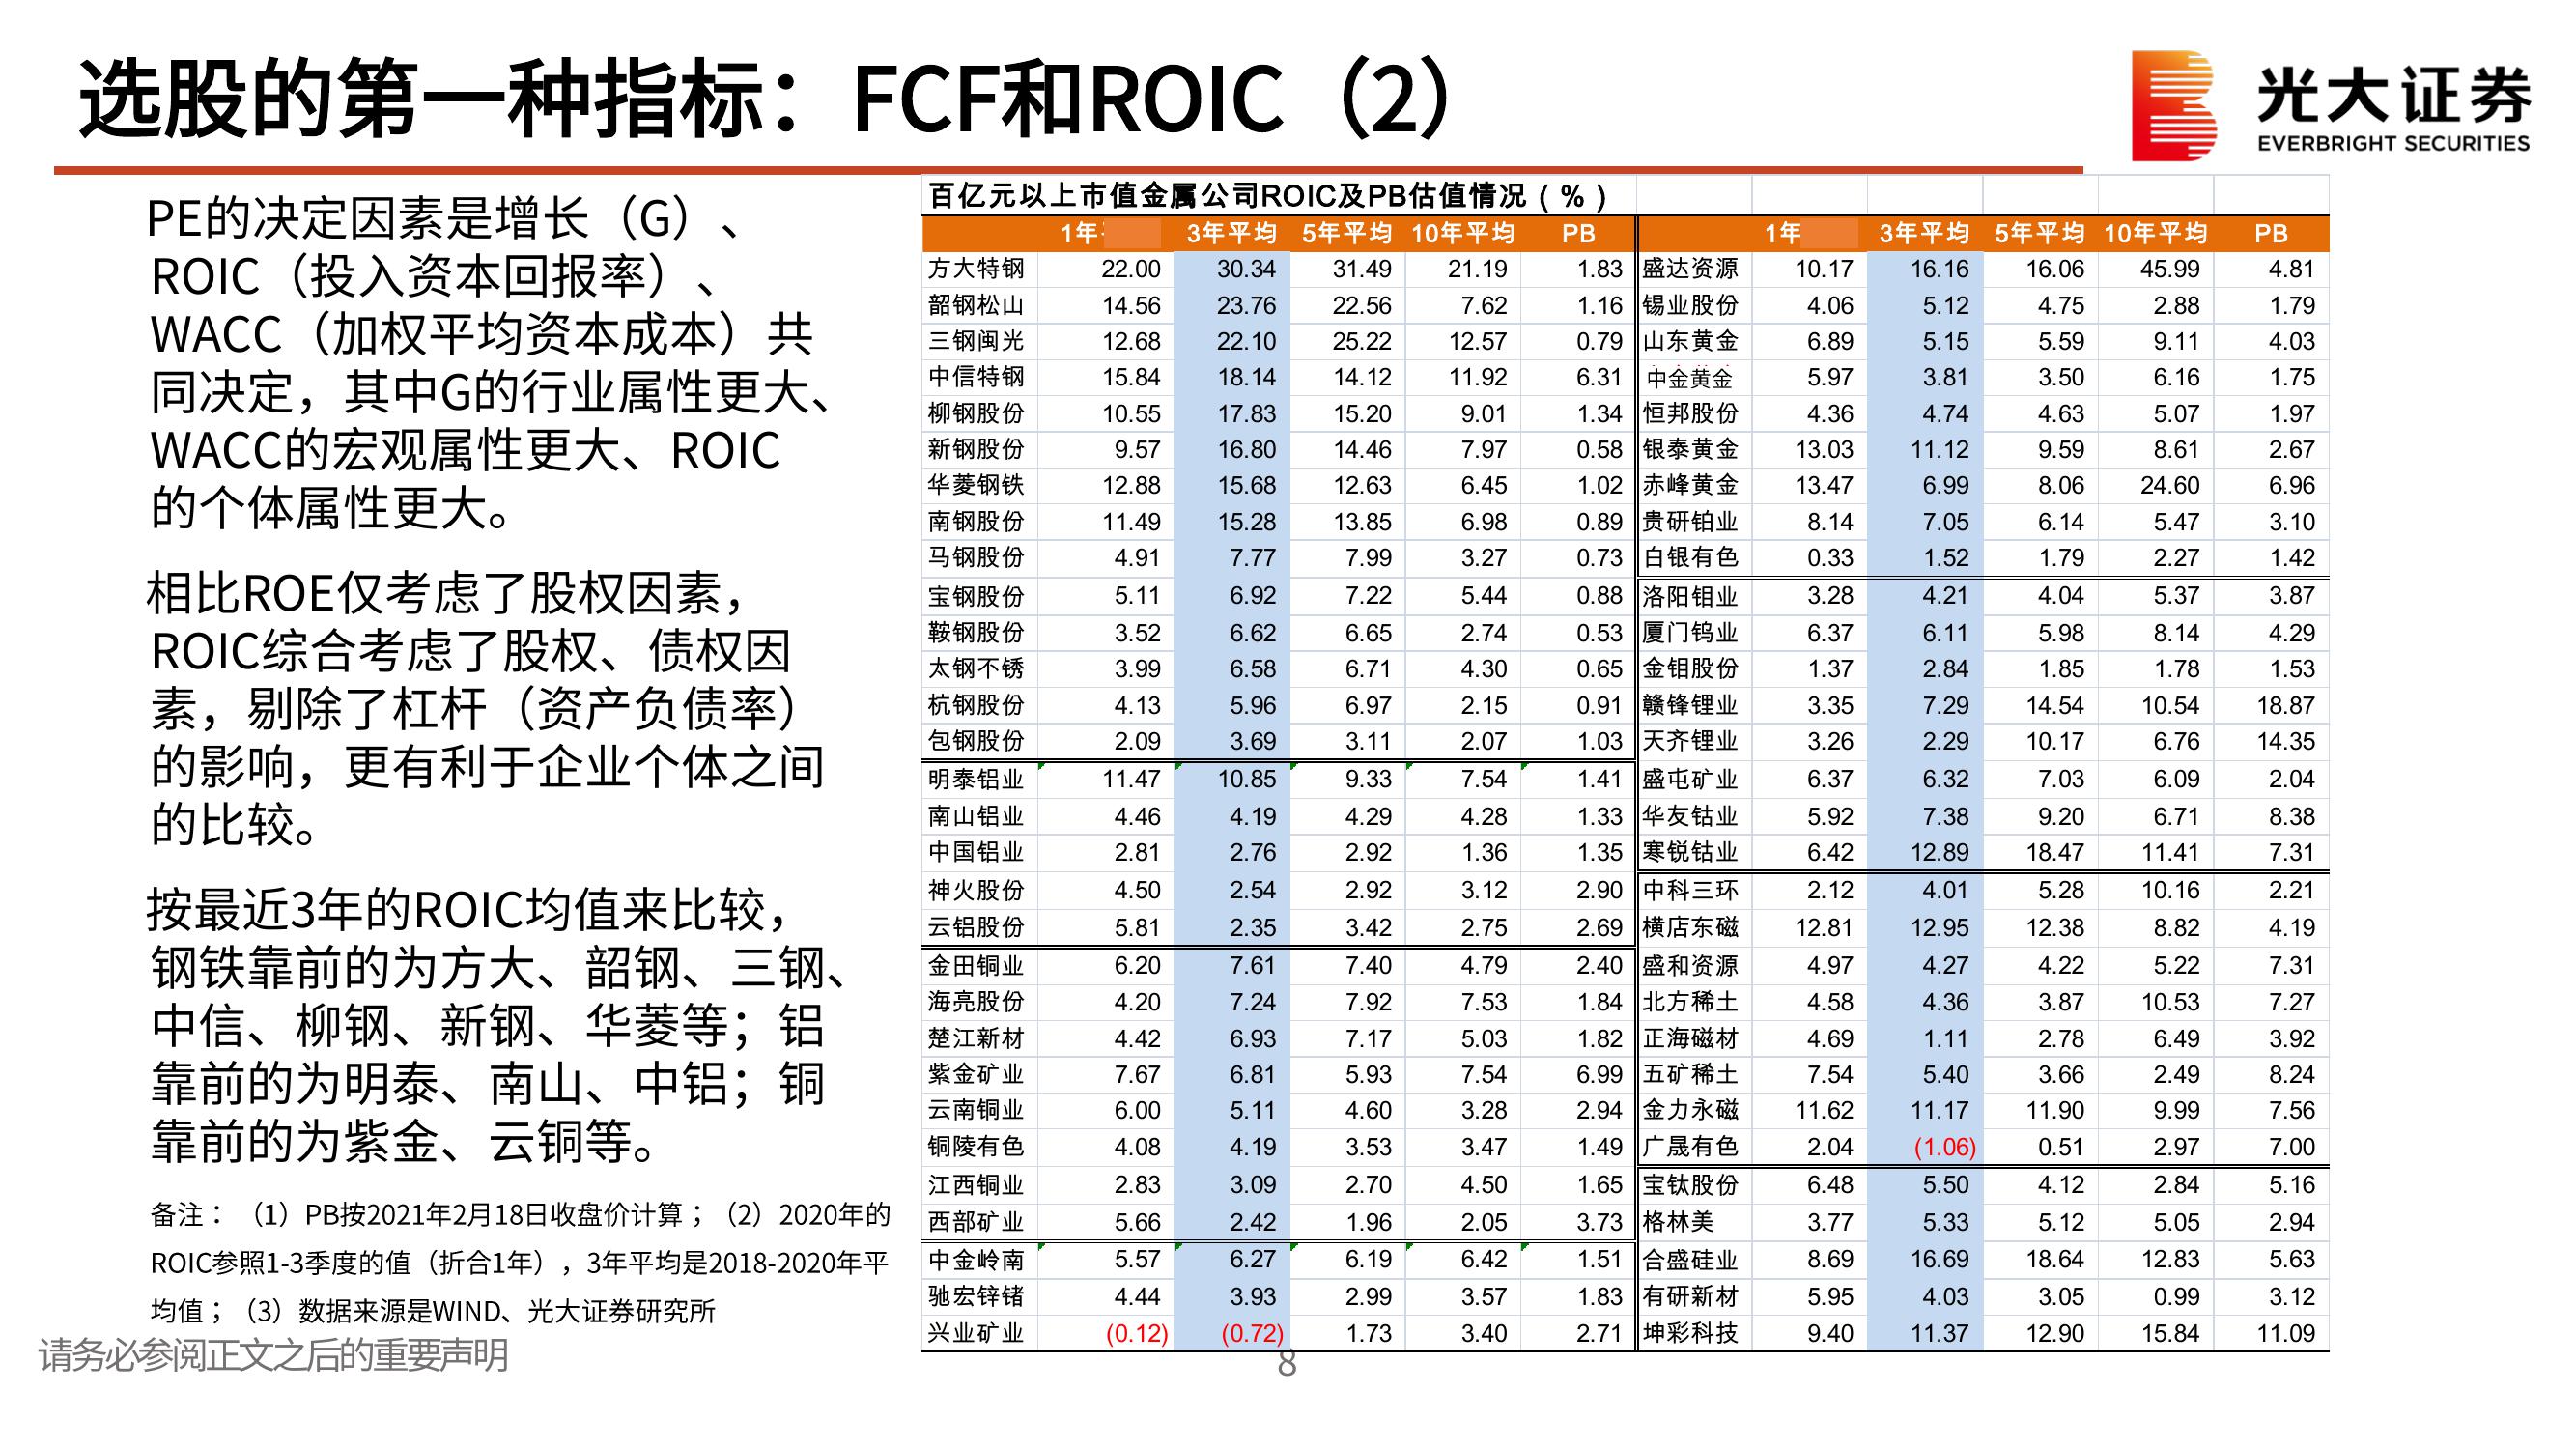 选股的第一种指标：FCF和ROIC（2）
光大证券
EVERBRIGHT SECURITIES
PE的决定因素是增长（G）、
ROIC（投入资本回报率）、
WACC（加权平均资本成本）共
同决定，其中G的行业属性更大、
WACC的宏观属性更大、ROIC
的个体属性更大。
相比ROE仅考虑了股权因素，
ROIC综合考虑了股权、债权因
素，剔除了杠杆（资产负债率）
的影响，更有利于企业个体之间
的比较。
按最近3年的ROIC均值来比较，
钢铁靠前的为方大、韶钢、三钢、
中信、柳钢、新钢、华菱等；铝
靠前的为明泰、南山、中铝；铜
靠前的为紫金、云铜等。
备注：（1）PB按2021年2月18日收盘价计算；（2）2020年的
ROIC参照1-3季度的值（折合1年），3年平均是2018-2020年平
均值；（3）数据来源是WIND、光大证券研究所
百亿元以上市值金属公司ROIC及PB估值情况（%）
1年 3年平均 5年平均 10年平均 PB 1年 3年平均 5年平均 10年平均 PB
方大特钢 22.00 30.34 31.49 21.19 1.83 盛达资源 10.17 16.16 16.06 45.99 4.81
韶钢松山 14.56 23.76 22.56 7.62 1.16 锡业股份 4.06 5.12 4.75 2.88 1.79
三钢闽光 12.68 22.10 25.22 12.57 0.79 山东黄金 6.89 5.15 5.59 9.11 4.03
中信特钢 15.84 18.14 14.12 11.92 6.31 中金黄金 5.97 3.81 3.50 6.16 1.75
柳钢股份 10.55 17.83 15.20 9.01 1.34 恒邦股份 4.36 4.74 4.63 5.07 1.97
新钢股份 9.57 16.80 14.46 7.97 0.58 银泰黄金 13.03 11.12 9.59 8.61 2.67
华菱钢铁 12.88 15.68 12.63 6.45 1.02 赤峰黄金 13.47 6.99 8.06 24.60 6.96
南钢股份 11.49 15.28 13.85 6.98 0.89 贵研铂业 8.14 7.05 6.14 5.47 3.10
马钢股份 4.91 7.77 7.99 3.27 0.73 白银有色 0.33 1.52 1.79 2.27 1.42
宝钢股份 5.11 6.92 7.22 5.44 0.88 洛阳钼业 3.28 4.21 4.04 5.37 3.87
鞍钢股份 3.52 6.62 6.65 2.74 0.53 厦门钨业 6.37 6.11 5.98 8.14 4.29
太钢不锈 3.99 6.58 6.71 4.30 0.65 金钼股份 1.37 2.84 1.85 1.78 1.53
杭钢股份 4.13 5.96 6.97 2.15 0.91 赣锋锂业 3.35 7.29 14.54 10.54 18.87
包钢股份 2.09 3.69 3.11 2.07 1.03 天齐锂业 3.26 2.29 10.17 6.76 14.35
明泰铝业 11.47 10.85 9.33 7.54 1.41 盛屯矿业 6.37 6.32 7.03 6.09 2.04
南山铝业 4.46 4.19 4.29 4.28 1.33 华友钴业 5.92 7.38 9.20 6.71 8.38
中国铝业 2.81 2.76 2.92 1.36 1.35 寒锐钴业 6.42 12.89 18.47 11.41 7.31
神火股份 4.50 2.54 2.92 3.12 2.90 中科三环 2.12 4.01 5.28 10.16 2.21
云铝股份 5.81 2.35 3.42 2.75 2.69 横店东磁 12.81 12.95 12.38 8.82 4.19
金田铜业 6.20 7.61 7.40 4.79 2.40 盛和资源 4.97 4.27 4.22 5.22 7.31
海亮股份 4.20 7.24 7.92 7.53 1.84 北方稀土 4.58 4.36 3.87 10.53 7.27
楚江新材 4.42 6.93 7.17 5.03 1.82 正海磁材 4.69 1.11 2.78 6.49 3.92
紫金矿业 7.67 6.81 5.93 7.54 6.99 五矿稀土 7.54 5.40 3.66 2.49 8.24
云南铜业 6.00 5.11 4.60 3.28 2.94 金力永磁 11.62 11.17 11.90 9.99 7.56
铜陵有色 4.08 4.19 3.53 3.47 1.49 广晟有色 2.04 (1.06) 0.51 2.97 7.00
江西铜业 2.83 3.09 2.70 4.50 1.65 宝钛股份 6.48 5.50 4.12 2.84 5.16
西部矿业 5.66 2.42 1.96 2.05 3.73 格林美 3.77 5.33 5.12 5.05 2.94
中金岭南 5.57 6.27 6.19 6.42 1.51 合盛硅业 8.69 16.69 18.64 12.83 5.63
驰宏锌锗 4.44 3.93 2.99 3.57 1.83 有研新材 5.95 4.03 3.05 0.99 3.12
兴业矿业 (0.12) (0.72) 1.73 3.40 2.71 坤彩科技 9.40 11.37 12.90 15.84 11.09
请务必参阅正文之后的重要声明
8